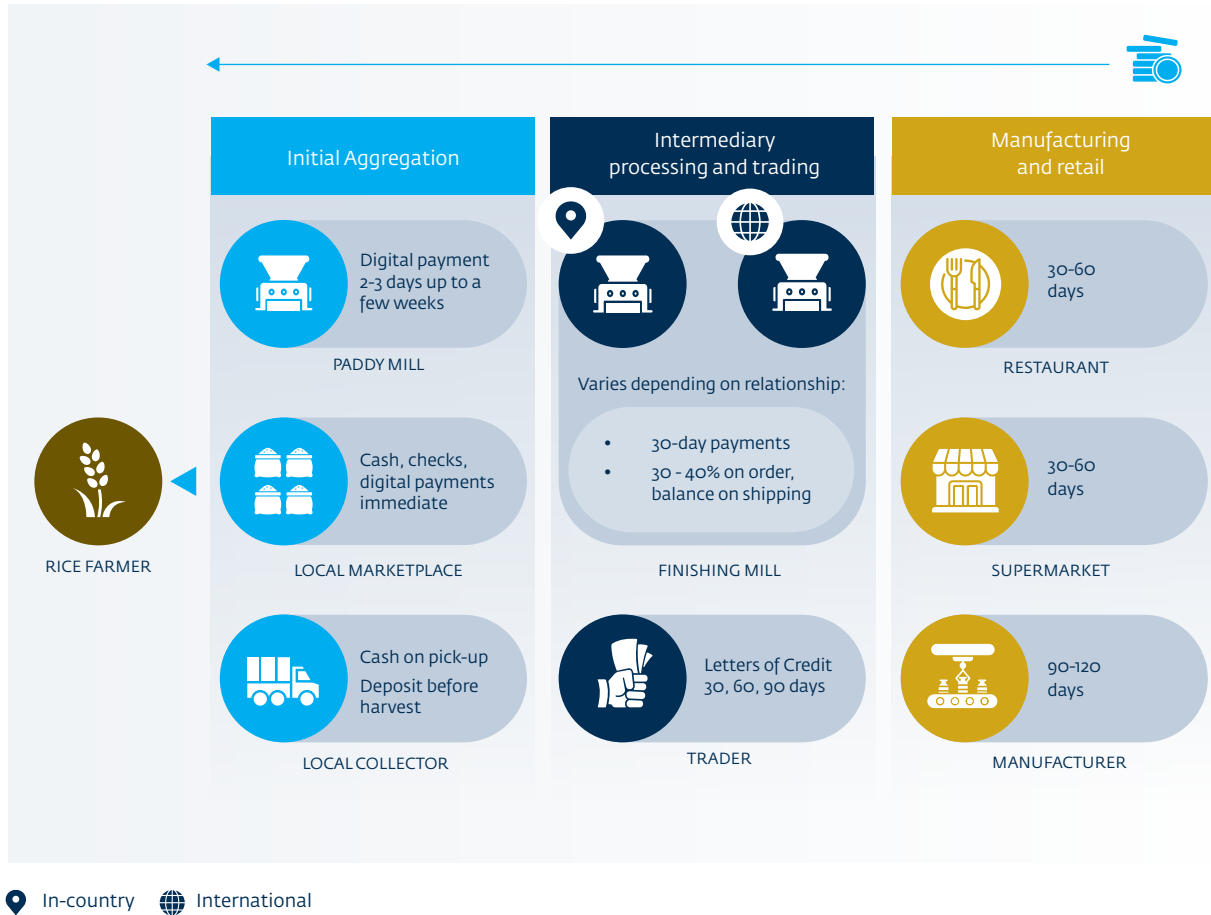 Initial Aggregation
Intermediary
processing and trading
Manufacturing
and retail
Digital payment
2-3 days up to a
few weeks
PADDY MILL
Cash, checks,
digital payments
immediate
LOCAL MARKETPLACE
Cash on pick-up
Deposit before
harvest
LOCAL COLLECTOR
RICE FARMER
Varies depending on relationship:
• 30-day payments
• 30 - 40% on order,
balance on shipping
FINISHING MILL
Letters of Credit
30, 60, 90 days
TRADER
30-60
days
RESTAURANT
30-60
days
SUPERMARKET
90-120
days
MANUFACTURER
In-country
International